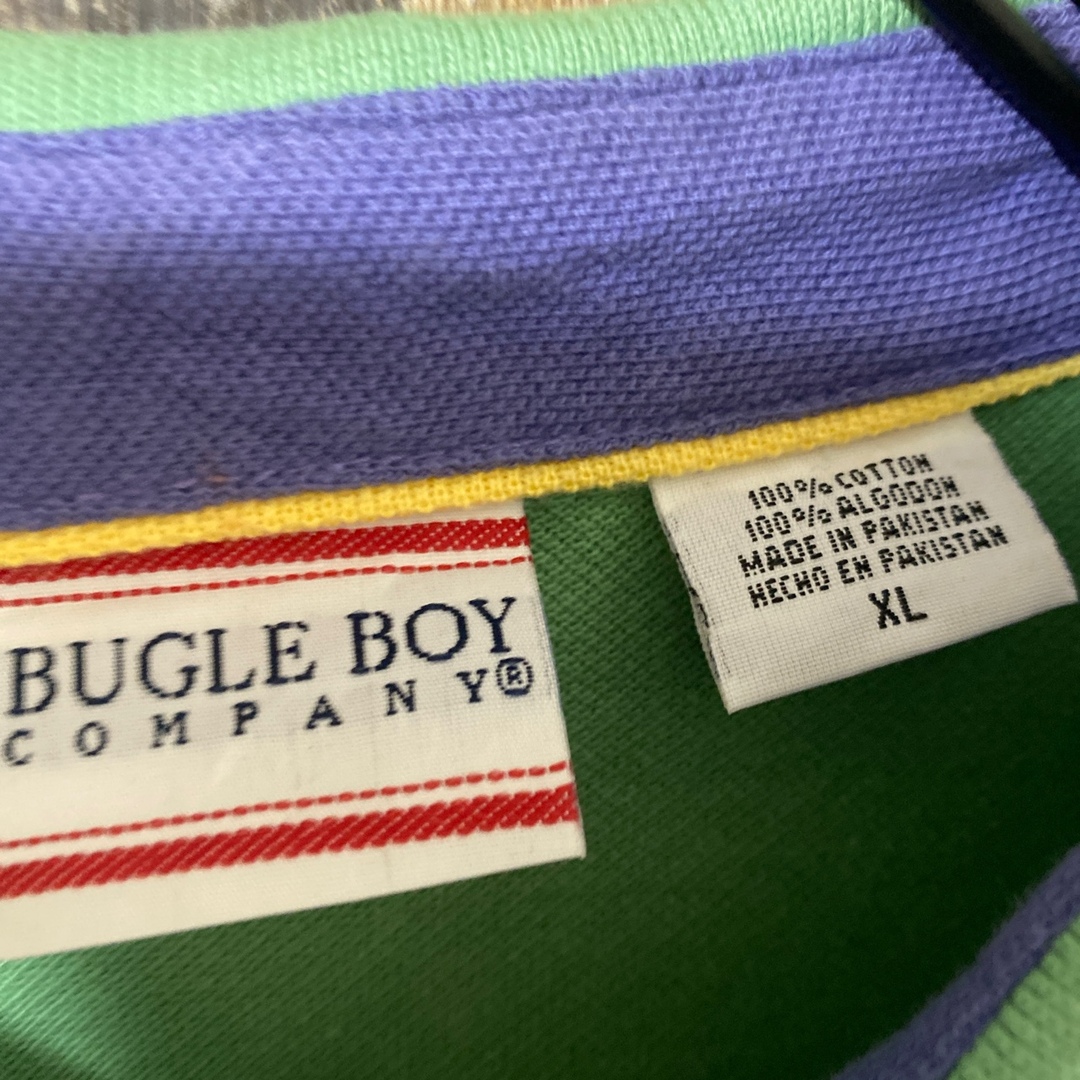 BUGLE BOY
COMPANY®
100% COTTON
100% ALGODON
MADE IN PAKISTAN
HECHO EN PAKISTAN
XL